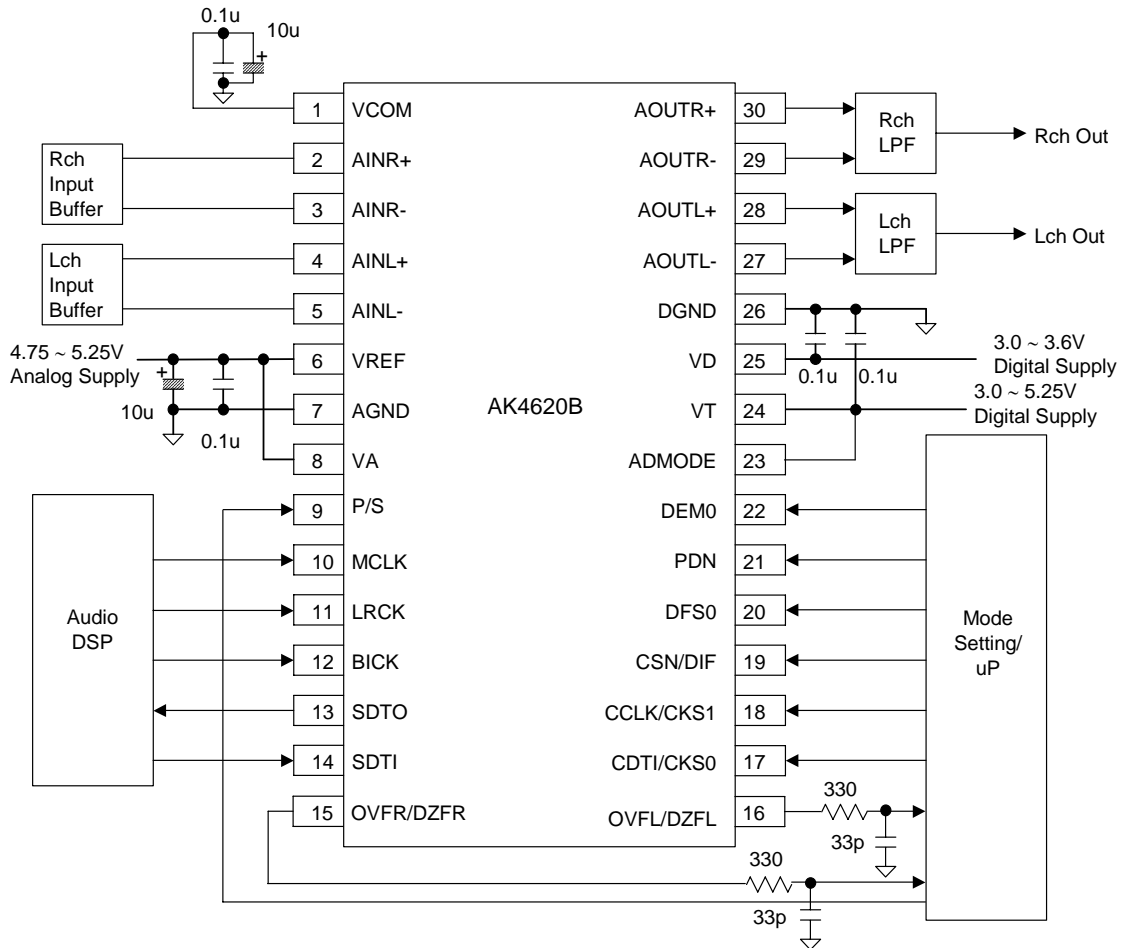 0.1u
10u
+
1 VCOM
AOUTR+ 30
Rch
LPF
Rch Out
Rch
Input
Buffer
2 AINR+
AOUTR- 29
3 AINR-
AOUTL+ 28
Lch
LPF
Lch Out
Lch
Input
Buffer
4 AINL+
AOUTL- 27
5 AINL-
DGND 26
4.75 ~ 5.25V
Analog Supply
+
10u
0.1u
6 VREF
VD 25
0.1u
0.1u
3.0 ~ 3.6V
Digital Supply
7 AGND
AK4620B
VT 24
3.0 ~ 5.25V
Digital Supply
8 VA
ADMODE 23
Audio
DSP
9 P/S
DEM0 22
10 MCLK
PDN 21
11 LRCK
DFS0 20
Mode
Setting/
uP
12 BICK
CSN/DIF 19
13 SDTO
CCLK/CKS1 18
14 SDTI
CDTI/CKS0 17
15 OVFR/DZFR
OVFL/DZFL 16
330
33p
330
33p